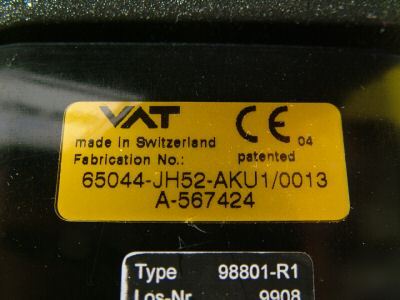 VAT CE 04
made in Switzerland patented
Fabrication No.:
65044-JH52-AKU1/0013
A-567424
Type 98801-R1
Los-Nr 9908